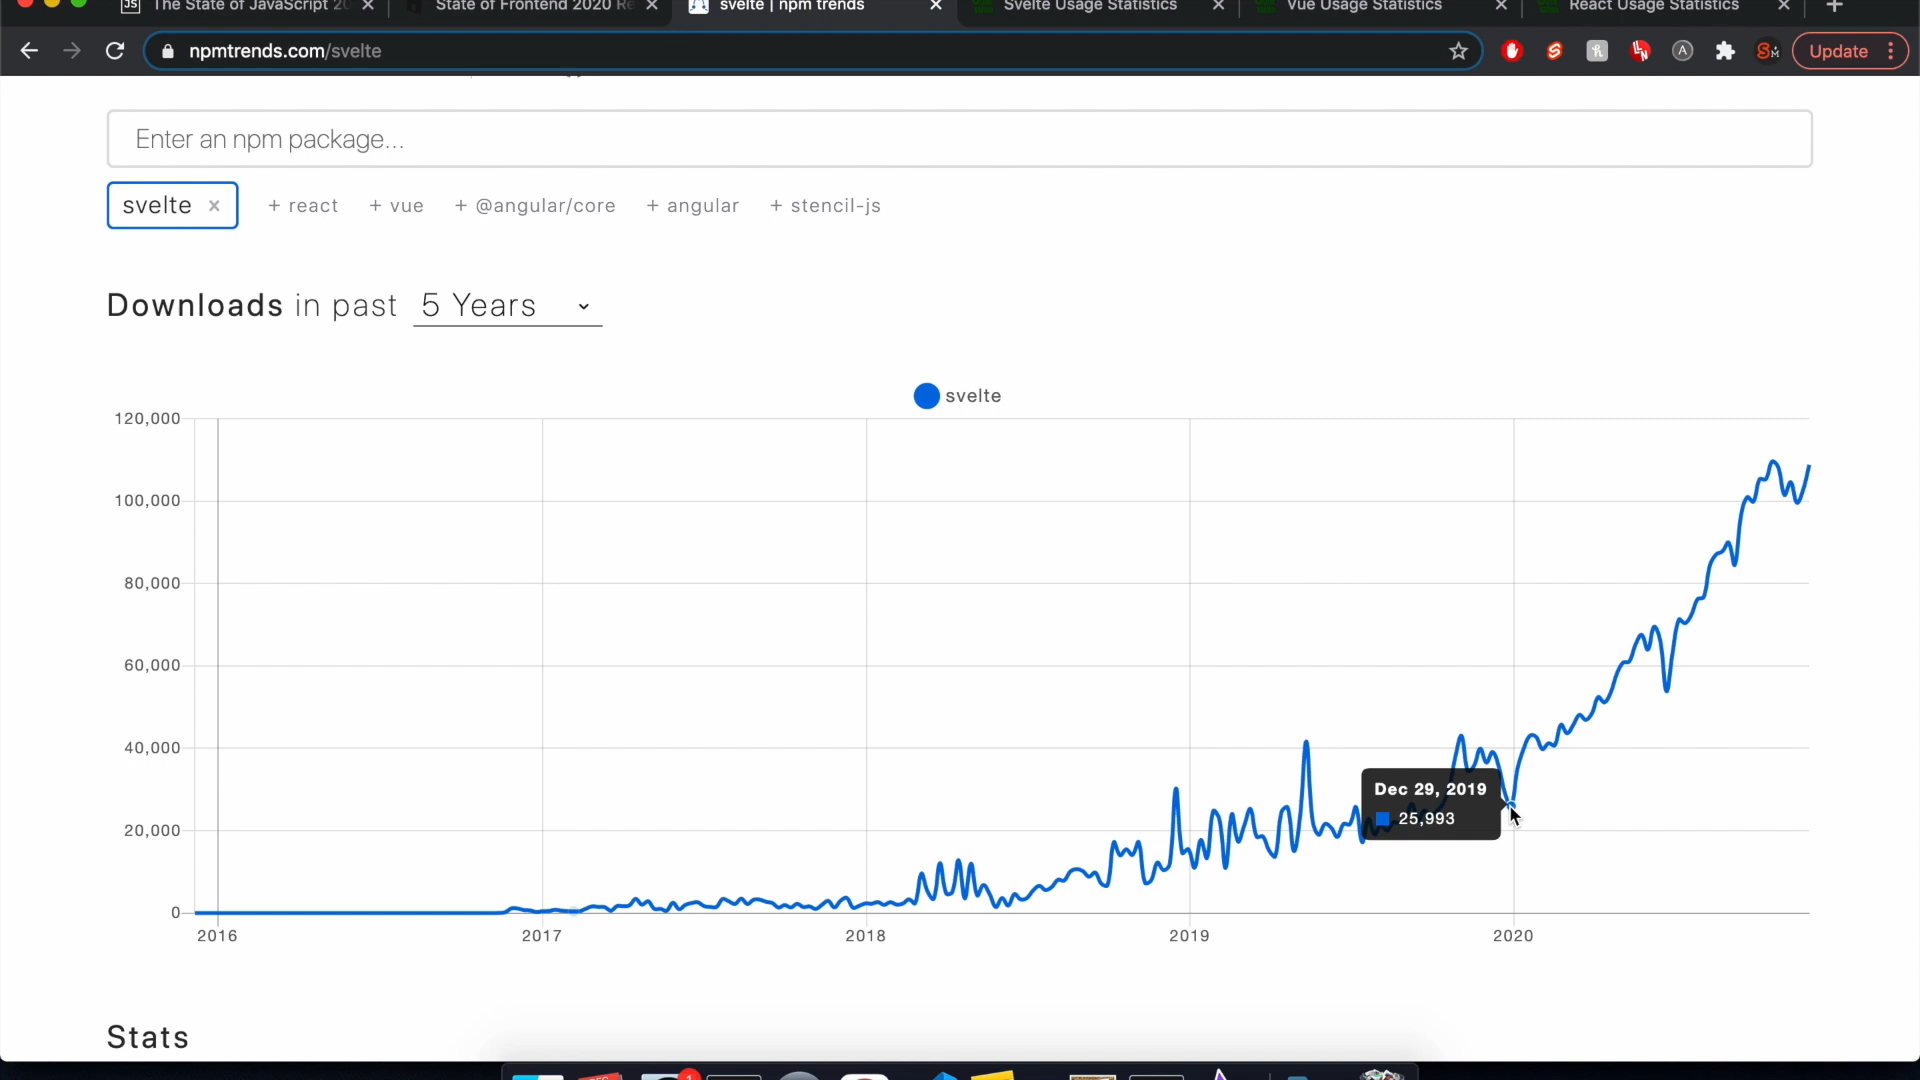 The State of JavaScript 20
State of Frontend 2020 Re
svelte | npm trends
Svelte Usage Statistics
Vue Usage Statistics
React Usage Statistics
npmtrends.com/svelte
Update
Enter an npm package...
svelte ×
+ react
+ vue
+ @angular/core
+ angular
+ stencil-js
Downloads in past 5 Years
svelte
120,000
100,000
80,000
60,000
40,000
20,000
0
Dec 29, 2019
25,993
2016
2017
2018
2019
2020
Stats